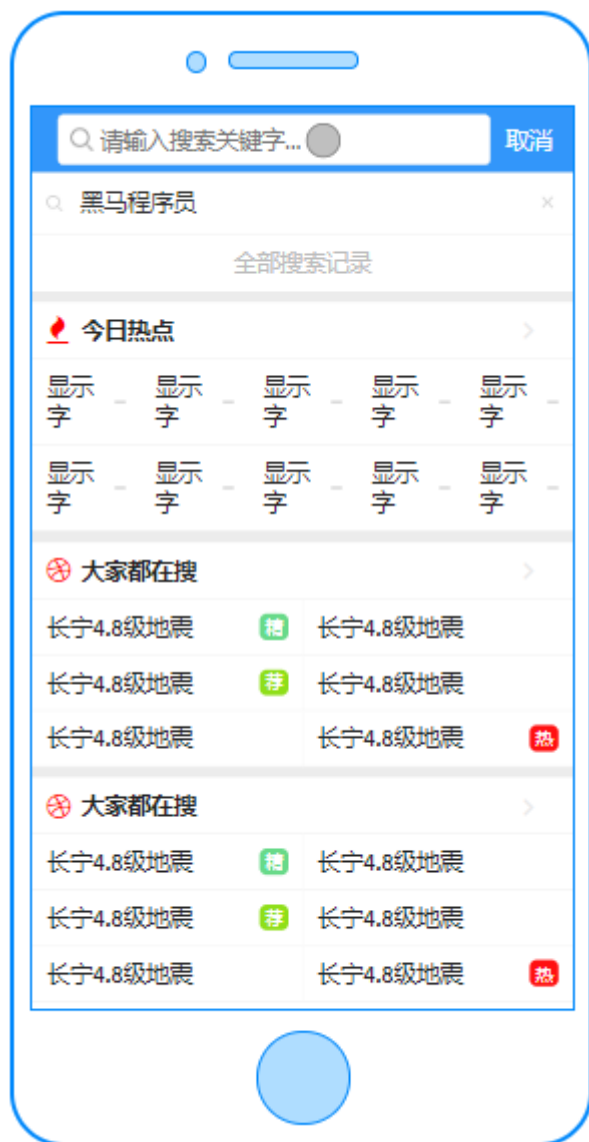 请输入搜索关键字... 取消
黑马程序员 ×
全部搜索记录
今日热点
显示 显示 显示 显示 显示
字 - 字 - 字 - 字 - 字 -
显示 显示 显示 显示 显示
字 - 字 - 字 - 字 - 字 -
大家都在搜
长宁4.8级地震 精 长宁4.8级地震
长宁4.8级地震 荐 长宁4.8级地震
长宁4.8级地震 长宁4.8级地震 热
大家都在搜
长宁4.8级地震 精 长宁4.8级地震
长宁4.8级地震 荐 长宁4.8级地震
长宁4.8级地震 长宁4.8级地震 热